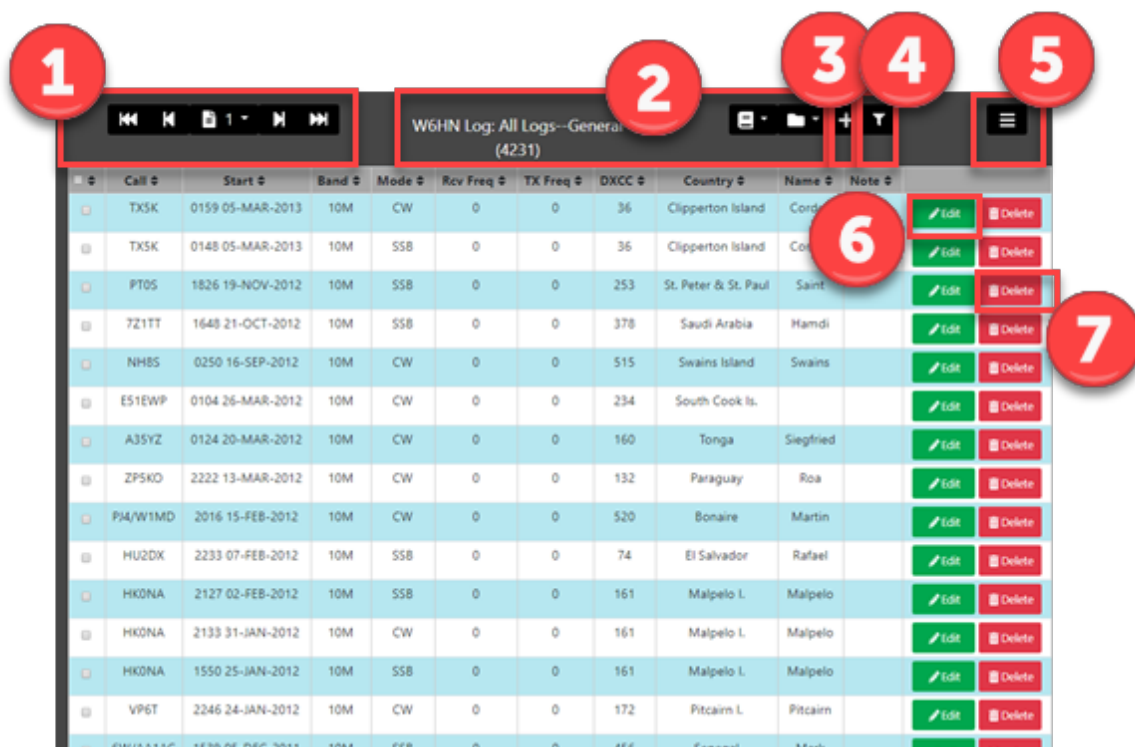 1 2 3 4 5
1
W6HN Log: All Logs--General
(4231)
Call Start Band Mode Rcv Freq TX Freq DXCC Country Name Note
TX5K 0159 05-MAR-2013 10M CW 0 0 36 Clipperton Island Edit Delete
6
TX5K 0148 05-MAR-2013 10M SSB 0 0 36 Clipperton Island Edit Delete
PT0S 1826 19-NOV-2012 10M SSB 0 0 253 St. Peter & St. Paul Saint Edit Delete
7Z1TT 1648 21-OCT-2012 10M SSB 0 0 378 Saudi Arabia Hamdi Edit Delete
7
NH8S 0250 16-SEP-2012 10M CW 0 0 515 Swains Island Swains Edit Delete
E51EWP 0104 26-MAR-2012 10M CW 0 0 234 South Cook Is. Edit Delete
A35YZ 0124 20-MAR-2012 10M CW 0 0 160 Tonga Siegfried Edit Delete
ZP5KO 2222 13-MAR-2012 10M CW 0 0 132 Paraguay Roa Edit Delete
PJ4/W1MD 2016 15-FEB-2012 10M CW 0 0 520 Bonaire Martin Edit Delete
HU2DX 2233 07-FEB-2012 10M SSB 0 0 74 El Salvador Rafael Edit Delete
HK0NA 2127 02-FEB-2012 10M SSB 0 0 161 Malpelo I. Malpelo Edit Delete
HK0NA 2133 31-JAN-2012 10M CW 0 0 161 Malpelo I. Malpelo Edit Delete
HK0NA 1550 25-JAN-2012 10M SSB 0 0 161 Malpelo I. Malpelo Edit Delete
VP6T 2246 24-JAN-2012 10M CW 0 0 172 Pitcairn I. Pitcairn Edit Delete